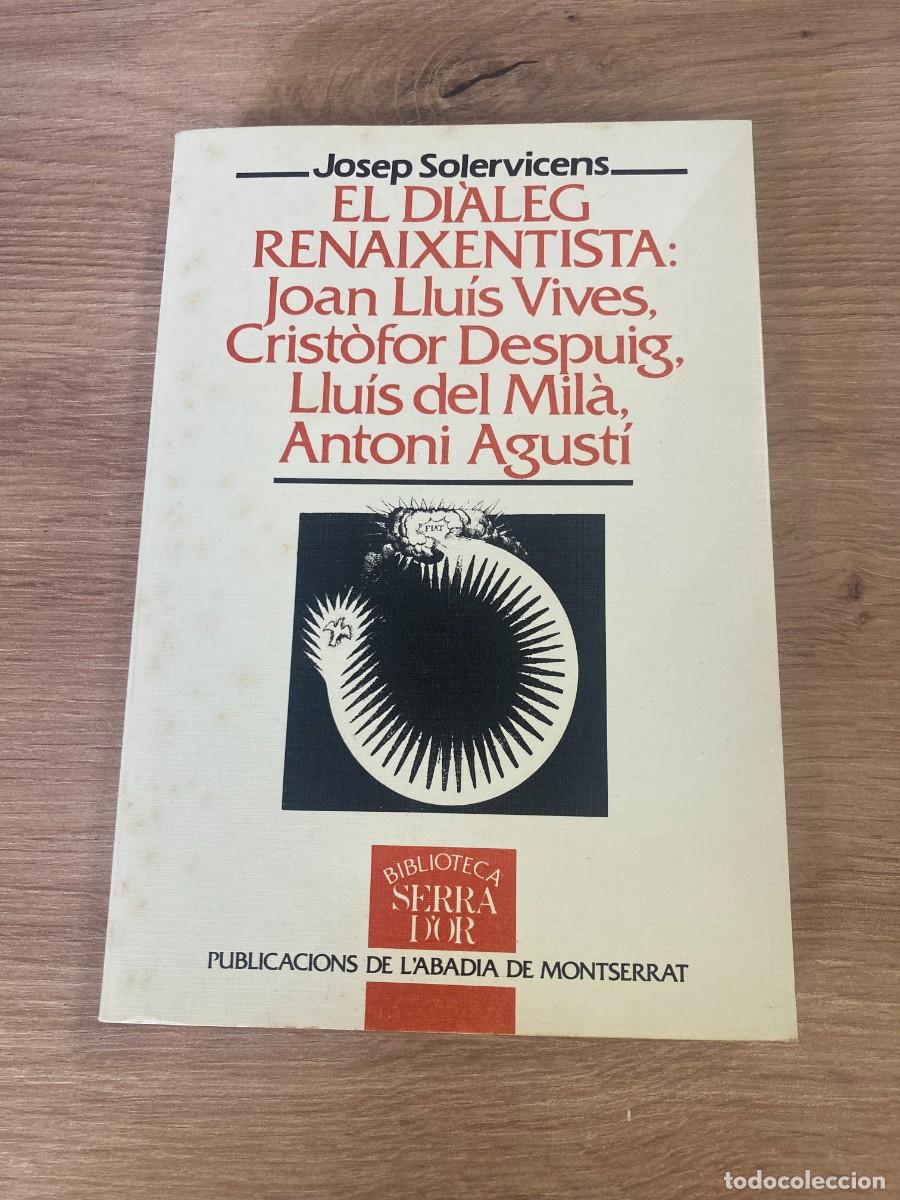 Josep Solervicens
EL DIÀLEG
RENAIXENTISTA:
Joan Lluís Vives,
Cristòfor Despuig,
Lluís del Milà,
Antoni Agustí
FIAT
BIBLIOTECA
SERRA
D'OR
PUBLICACIONS DE L'ABADIA DE MONTSERRAT
todocoleccion